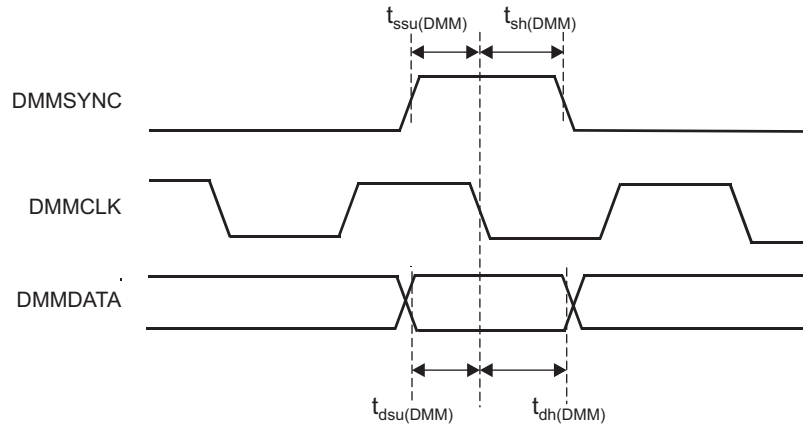 tssu(DMM) tsh(DMM)
DMMSYNC
DMMCLK
DMMDATA
tdsu(DMM) tdh(DMM)